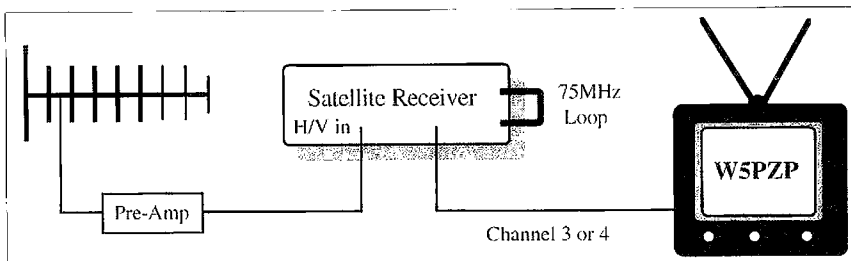 Satellite Receiver
H/V in
75MHz
Loop
W5PZP
Pre-Amp
Channel 3 or 4